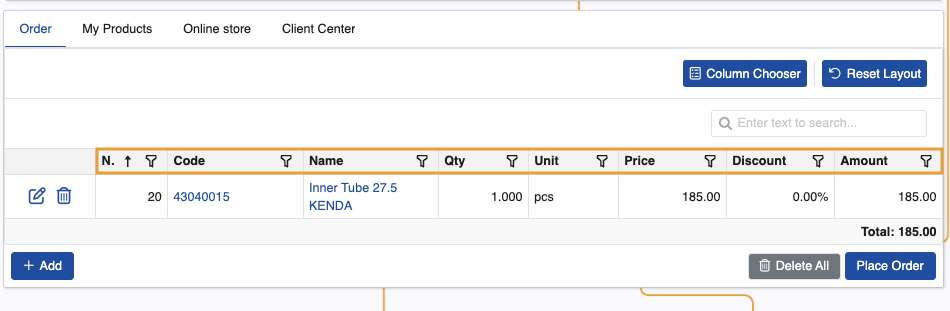 Order My Products Online store Client Center
Column Chooser Reset Layout
Enter text to search...
N. Code Name Qty Unit Price Discount Amount
20 43040015 Inner Tube 27.5 1.000 pcs 185.00 0.00% 185.00
KENDA
Total: 185.00
+ Add Delete All Place Order